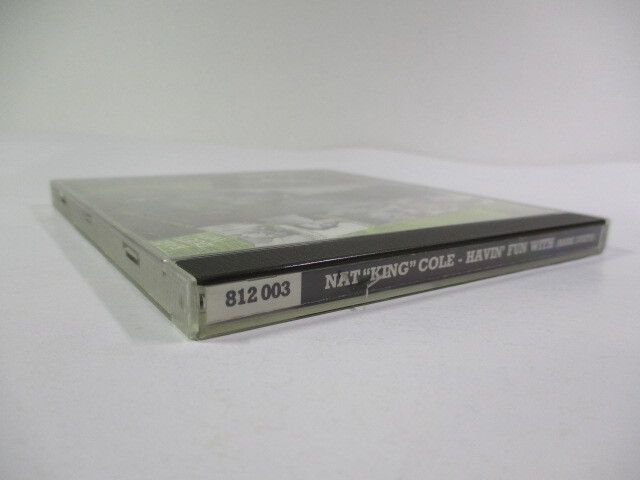 812 003
NAT "KING" COLE - HAVIN' FUN WITH